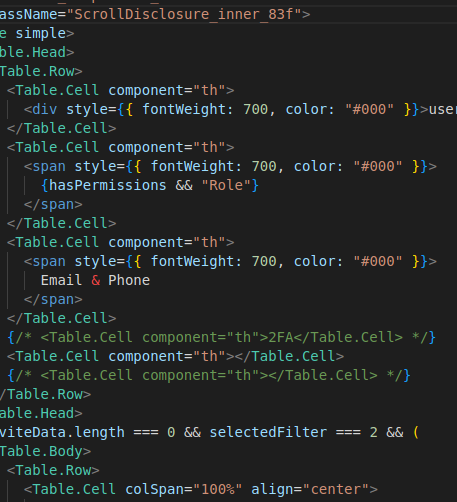 assName="ScrollDisclosure_inner_83f">
e simple>
ble.Head>
Table.Row>
<Table.Cell component="th">
<div style={{ fontWeight: 700, color: "#000" }}>user
</Table.Cell>
<Table.Cell component="th">
<span style={{ fontWeight: 700, color: "#000" }}>
{hasPermissions && "Role"}
</span>
</Table.Cell>
<Table.Cell component="th">
<span style={{ fontWeight: 700, color: "#000" }}>
Email & Phone
</span>
</Table.Cell>
{/* <Table.Cell component="th">2FA</Table.Cell> */}
<Table.Cell component="th"></Table.Cell>
{/* <Table.Cell component="th"></Table.Cell> */}
/Table.Row>
able.Head>
viteData.length === 0 && selectedFilter === 2 && (
Table.Body>
<Table.Row>
<Table.Cell colSpan="100%" align="center">